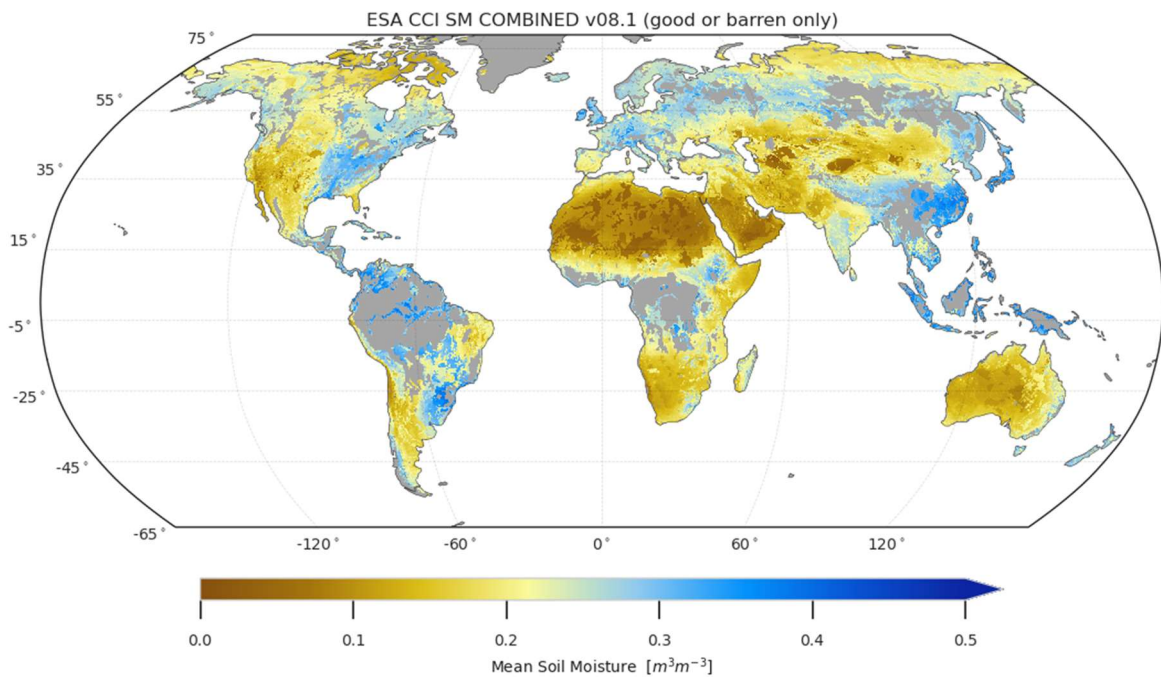 ESA CCI SM COMBINED v08.1 (good or barren only)
75°
55°
35°
15°
-5°
-25°
-45°
-65°
-120° -60° 0° 60° 120°
0.0 0.1 0.2 0.3 0.4 0.5
Mean Soil Moisture [m³m⁻³]